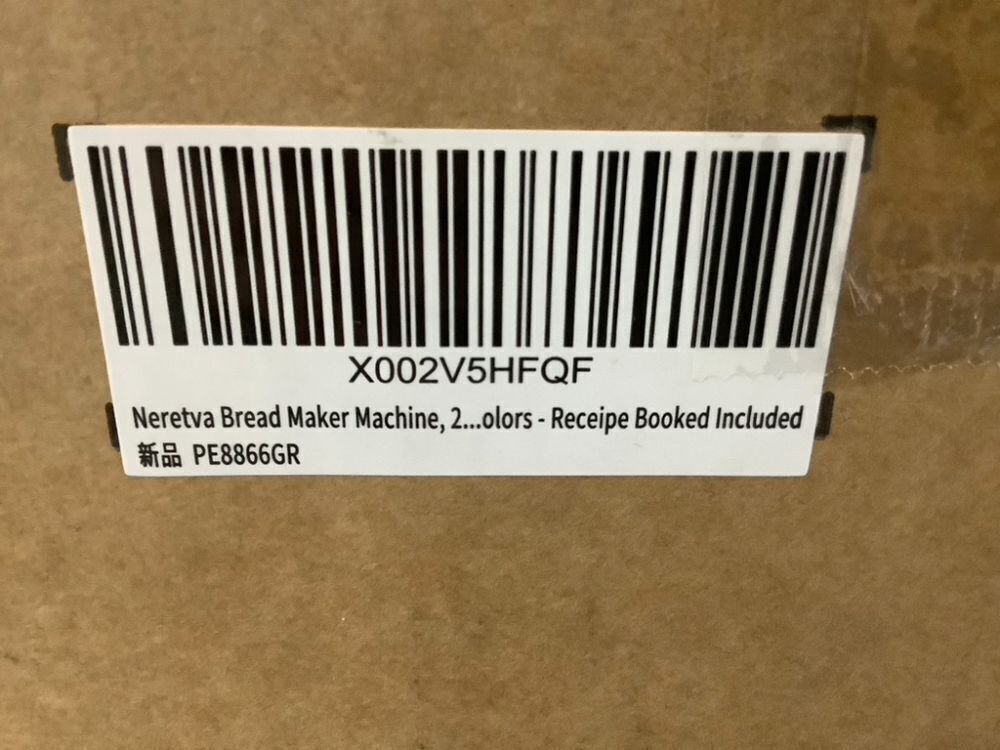 X002V5HFQF
Neretva Bread Maker Machine, 2...olors - Receipe Booked Included
新品 PE8866GR